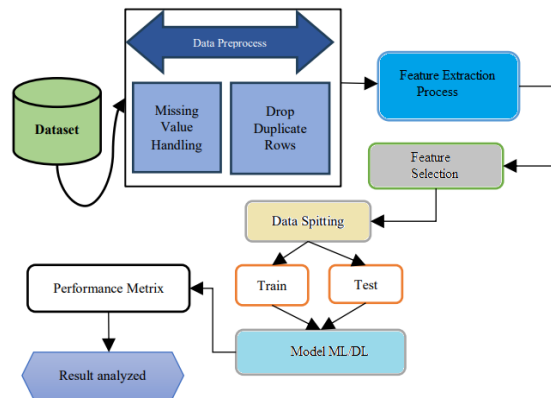 Data Preprocess
Dataset
Missing
Value
Handling
Drop
Duplicate
Rows
Feature Extraction
Process
Feature
Selection
Data Spitting
Train
Test
Model ML/DL
Performance Metrix
Result analyzed